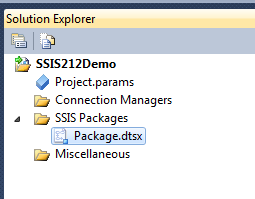 Solution Explorer
SSIS212Demo
Project.params
Connection Managers
SSIS Packages
Package.dtsx
Miscellaneous